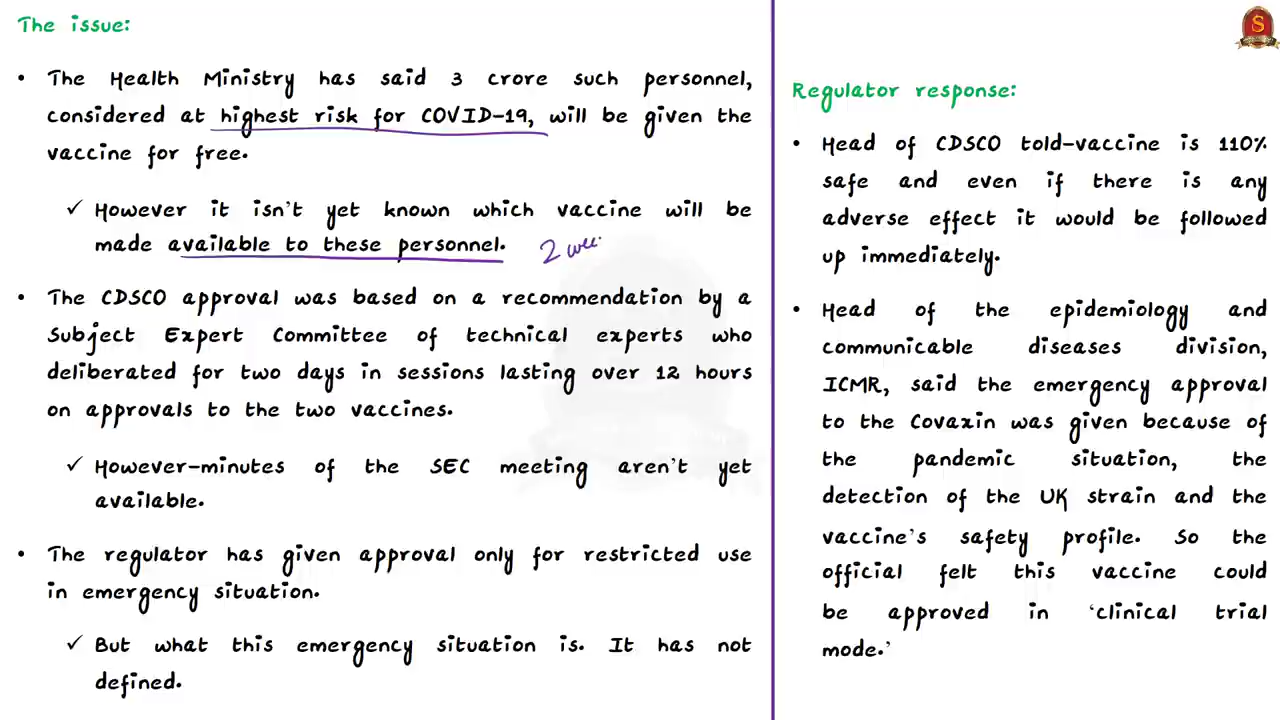 The issue:
• The Health Ministry has said 3 crore such personnel,
considered at highest risk for COVID-19, will be given the
vaccine for free.
✓ However it isn't yet known which vaccine will be
made available to these personnel.
2
• The CDSCO approval was based on a recommendation by a
Subject Expert Committee of technical experts who
deliberated for two days in sessions lasting over 12 hours
on approvals to the two vaccines.
✓ However-minutes of the SEC meeting aren't yet
available.
• The regulator has given approval only for restricted use
in emergency situation.
✓ But what this emergency situation is. It has not
defined.
Regulator response:
• Head of CDSCO told-vaccine is 110%
safe and even if there is any
adverse effect it would be followed
up immediately.
• Head of the epidemiology and
communicable diseases division,
ICMR, said the emergency approval
to the Covaxin was given because of
the pandemic situation, the
detection of the UK strain and the
vaccine's safety profile. So the
official felt this vaccine could
be approved in 'clinical trial
mode.'
S